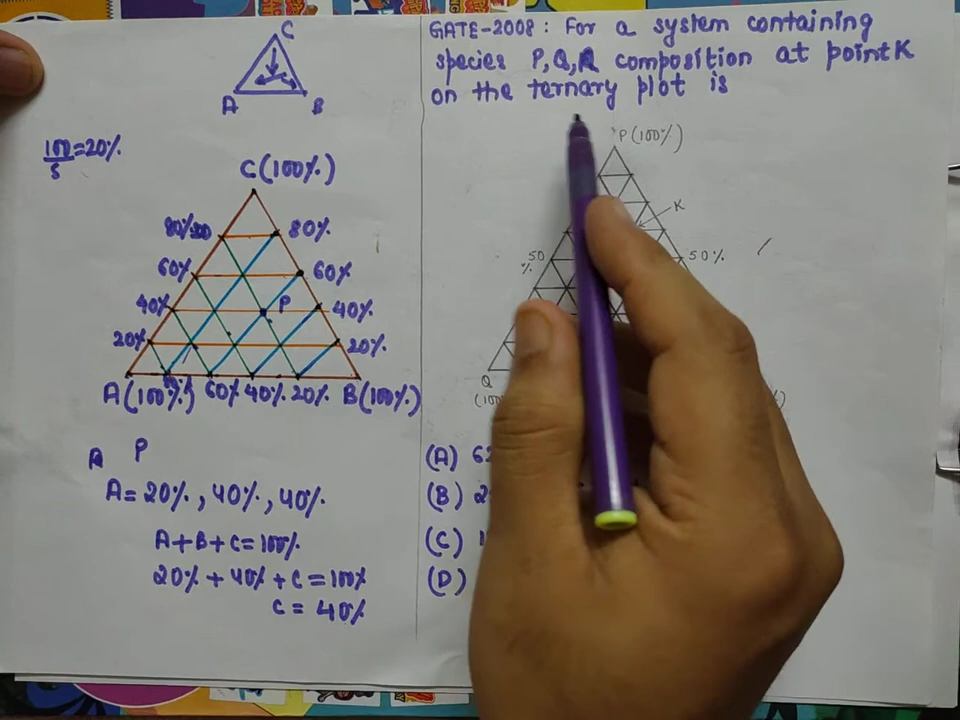 C
A B
100/5 = 20%
C (100%)
80% 80%
60% 60%
40% P 40%
20% 20%
A (100%) 60% 40% 20% B (100%)
A P
A = 20%, 40%, 40%
A + B + C = 100%
20% + 40% + C = 100%
C = 40%
GATE-2008: For a system containing
species P, Q, R composition at point K
on the ternary plot is
P (100%)
K
50 50%
%
Q
(100
(A)
(B) 2
(C)
(D)